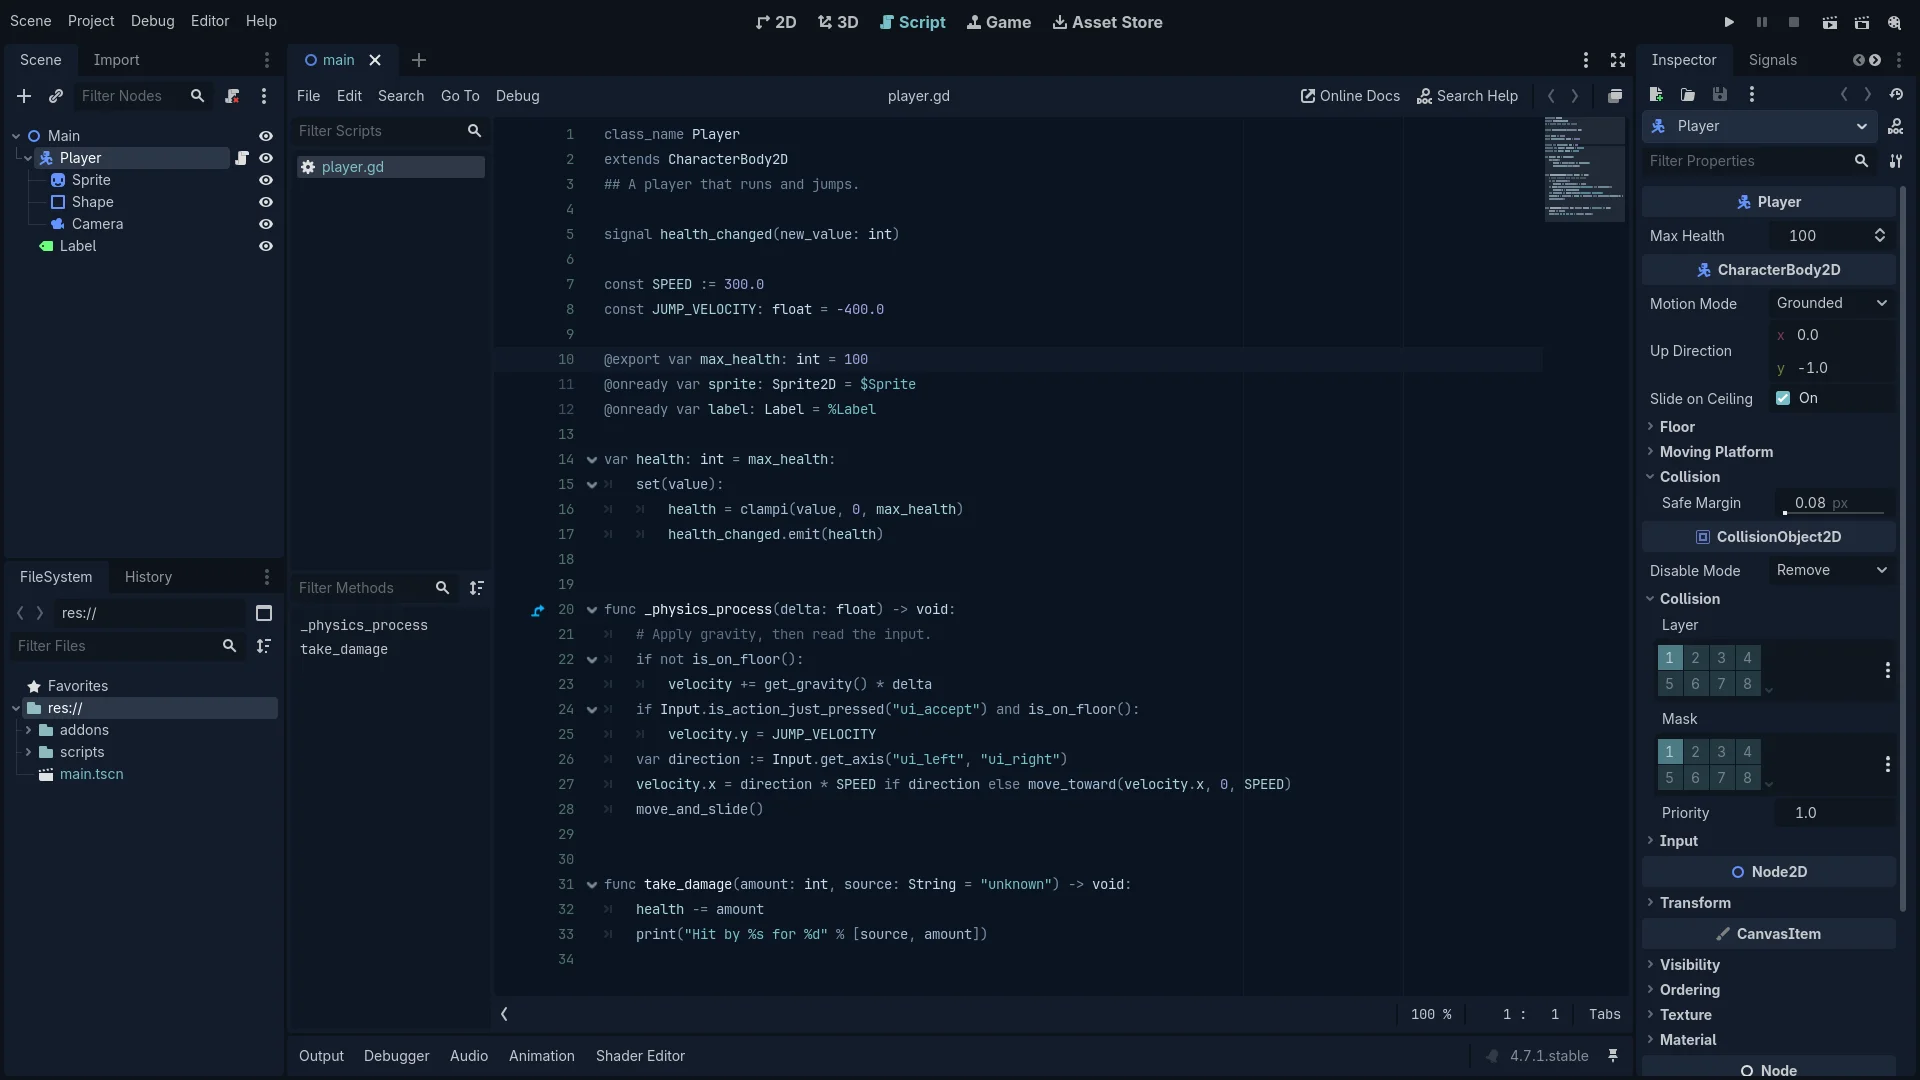 Scene Project Debug Editor Help
2D 3D Script Game Asset Store
Scene Import
Filter Nodes
Main
Player
Sprite
Shape
Camera
Label
FileSystem History
res://
Filter Files
Favorites
res://
addons
scripts
main.tscn
main
File Edit Search Go To Debug
player.gd
Online Docs Search Help
Filter Scripts
player.gd
Filter Methods
_physics_process
take_damage
1 class_name Player
2 extends CharacterBody2D
3 ## A player that runs and jumps.
4
5 signal health_changed(new_value: int)
6
7 const SPEED := 300.0
8 const JUMP_VELOCITY: float = -400.0
9
10 @export var max_health: int = 100
11 @onready var sprite: Sprite2D = $Sprite
12 @onready var label: Label = %Label
13
14 var health: int = max_health:
15 set(value):
16 health = clampi(value, 0, max_health)
17 health_changed.emit(health)
18
19
20 func _physics_process(delta: float) -> void:
21 # Apply gravity, then read the input.
22 if not is_on_floor():
23 velocity += get_gravity() * delta
24 if Input.is_action_just_pressed("ui_accept") and is_on_floor():
25 velocity.y = JUMP_VELOCITY
26 var direction := Input.get_axis("ui_left", "ui_right")
27 velocity.x = direction * SPEED if direction else move_toward(velocity.x, 0, SPEED)
28 move_and_slide()
29
30
31 func take_damage(amount: int, source: String = "unknown") -> void:
32 health -= amount
33 print("Hit by %s for %d" % [source, amount])
34
100 % 1 : 1 Tabs
Output Debugger Audio Animation Shader Editor
4.7.1.stable
Inspector Signals
Player
Filter Properties
Player
Max Health 100
CharacterBody2D
Motion Mode Grounded
Up Direction x 0.0
y -1.0
Slide on Ceiling On
Floor
Moving Platform
Collision
Safe Margin 0.08 px
CollisionObject2D
Disable Mode Remove
Collision
Layer
1 2 3 4
5 6 7 8
Mask
1 2 3 4
5 6 7 8
Priority 1.0
Input
Node2D
Transform
CanvasItem
Visibility
Ordering
Texture
Material
Node